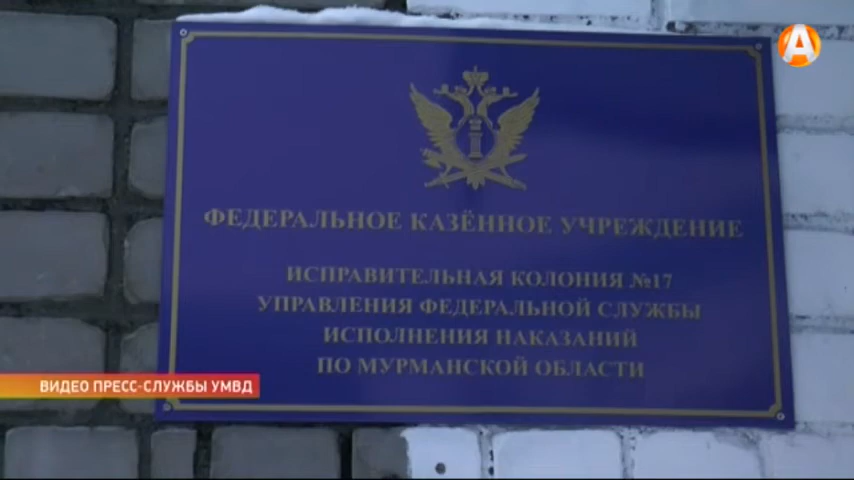 A
ФЕДЕРАЛЬНОЕ КАЗЁННОЕ УЧРЕЖДЕНИЕ
ИСПРАВИТЕЛЬНАЯ КОЛОНИЯ №17
УПРАВЛЕНИЯ ФЕДЕРАЛЬНОЙ СЛУЖБЫ
ИСПОЛНЕНИЯ НАКАЗАНИЙ
ПО МУРМАНСКОЙ ОБЛАСТИ
ВИДЕО ПРЕСС-СЛУЖБЫ УМВД